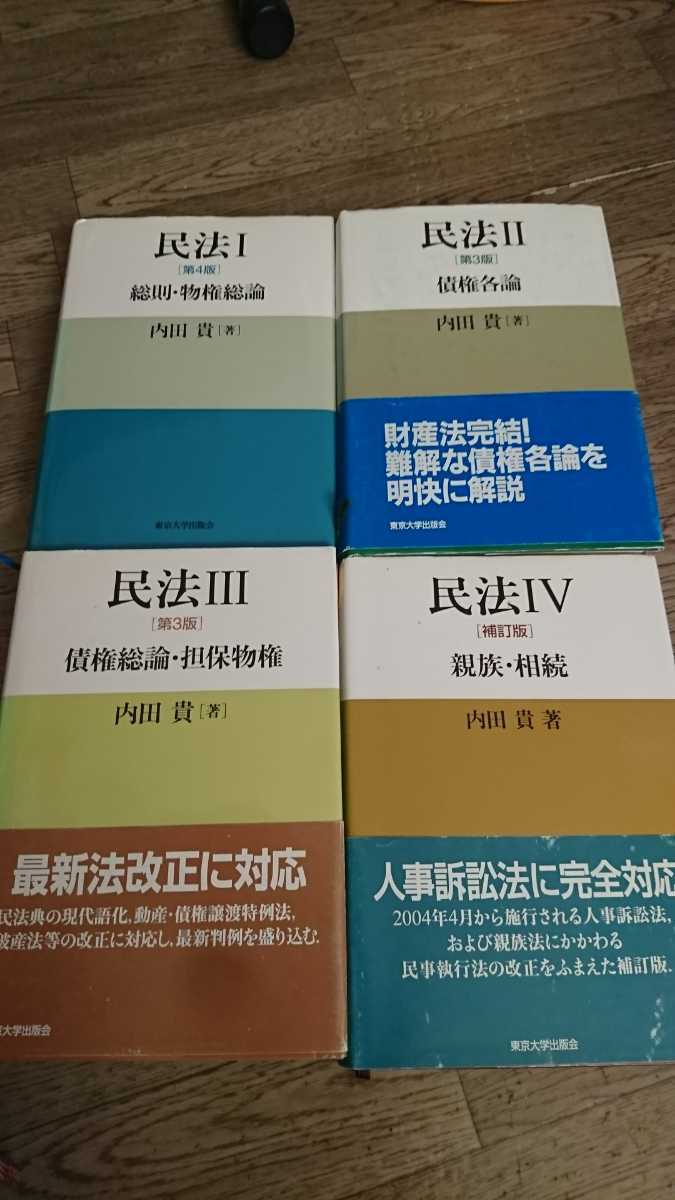 民法I
[第4版]
総則・物権総論
内田 貴[著]
東京大学出版会
民法II
[第3版]
債権各論
内田 貴[著]
財産法完結!
難解な債権各論を
明快に解説
東京大学出版会
民法III
[第3版]
債権総論・担保物権
内田 貴[著]
最新法改正に対応
民法典の現代語化,動産・債権譲渡特例法,
破産法等の改正に対応し,最新判例を盛り込む.
京大学出版会
民法IV
[補訂版]
親族・相続
内田 貴 著
人事訴訟法に完全対応
2004年4月から施行される人事訴訟法,
および親族法にかかわる
民事執行法の改正をふまえた補訂版.
東京大学出版会